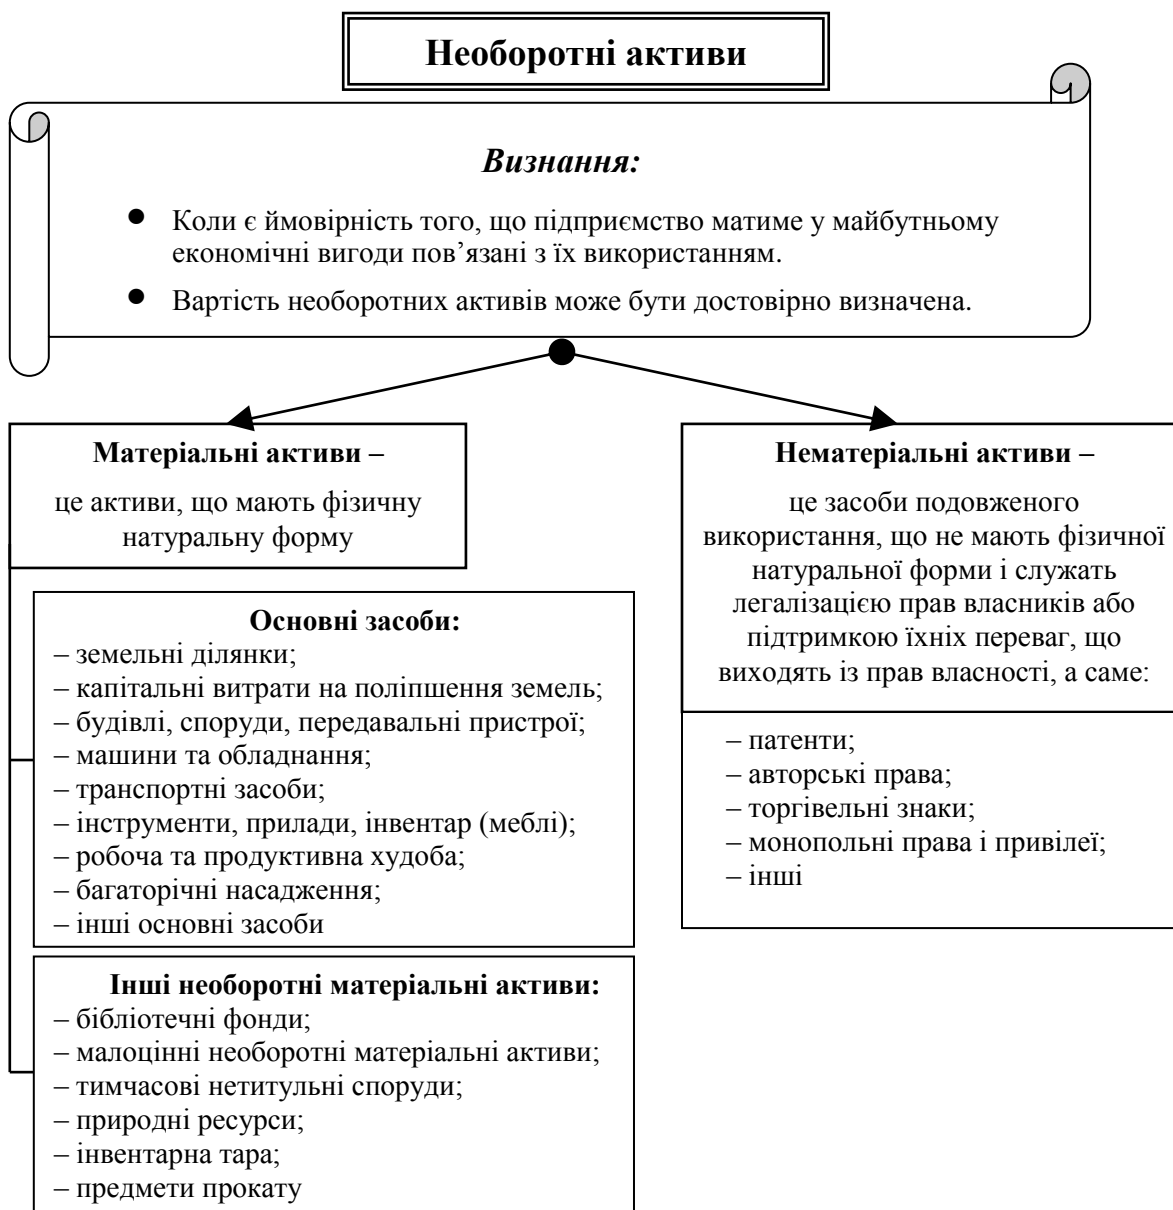 Необоротні активи
Визнання:
● Коли є ймовірність того, що підприємство матиме у майбутньому
економічні вигоди пов’язані з їх використанням.
● Вартість необоротних активів може бути достовірно визначена.
Матеріальні активи –
це активи, що мають фізичну
натуральну форму
Основні засоби:
– земельні ділянки;
– капітальні витрати на поліпшення земель;
– будівлі, споруди, передавальні пристрої;
– машини та обладнання;
– транспортні засоби;
– інструменти, прилади, інвентар (меблі);
– робоча та продуктивна худоба;
– багаторічні насадження;
– інші основні засоби
Інші необоротні матеріальні активи:
– бібліотечні фонди;
– малоцінні необоротні матеріальні активи;
– тимчасові нетитульні споруди;
– природні ресурси;
– інвентарна тара;
– предмети прокату
Нематеріальні активи –
це засоби подовженого
використання, що не мають фізичної
натуральної форми і служать
легалізацією прав власників або
підтримкою їхніх переваг, що
виходять із прав власності, а саме:
– патенти;
– авторські права;
– торгівельні знаки;
– монопольні права і привілеї;
– інші